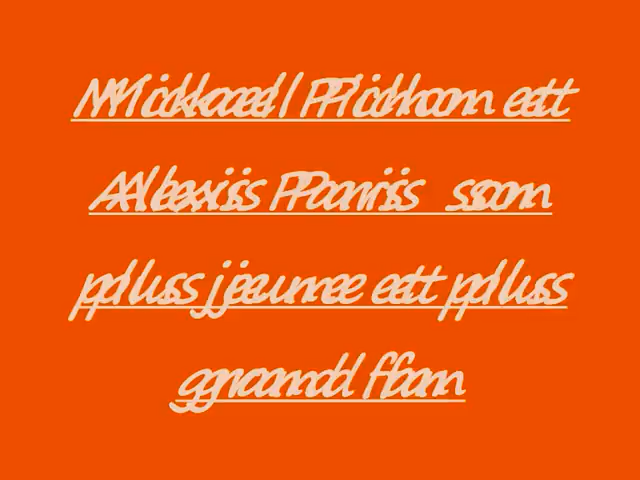 Mickael Pichon et
Alexis Paris son
plus jeune et plus
grand fan